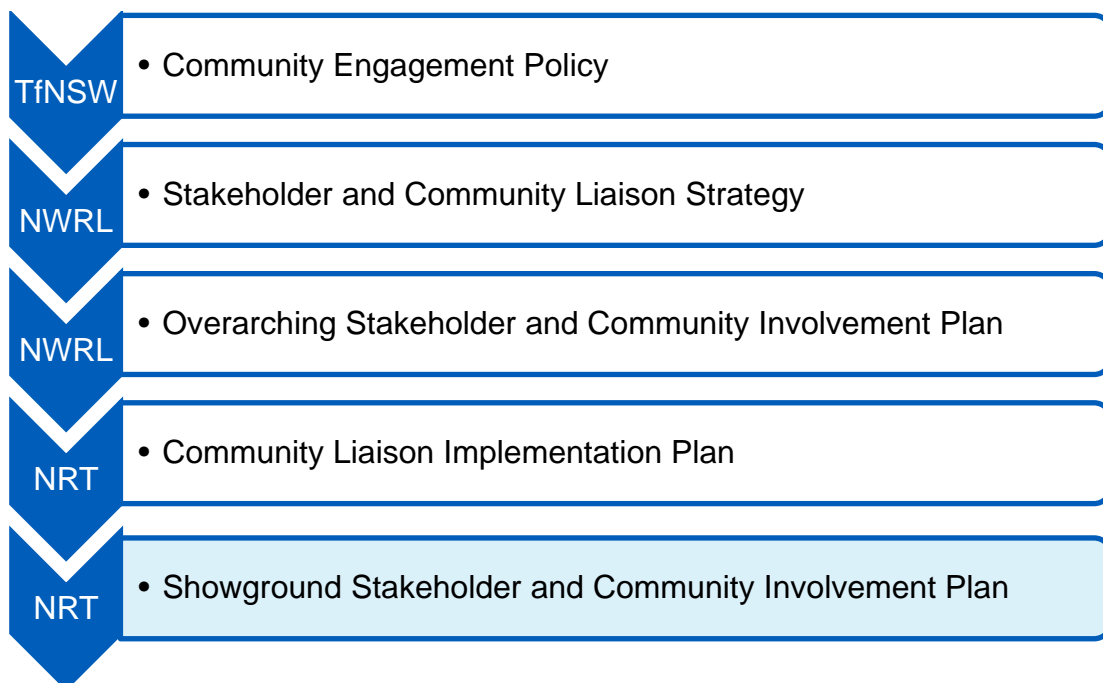 TfNSW
• Community Engagement Policy
NWRL
• Stakeholder and Community Liaison Strategy
NWRL
• Overarching Stakeholder and Community Involvement Plan
NRT
• Community Liaison Implementation Plan
NRT
• Showground Stakeholder and Community Involvement Plan